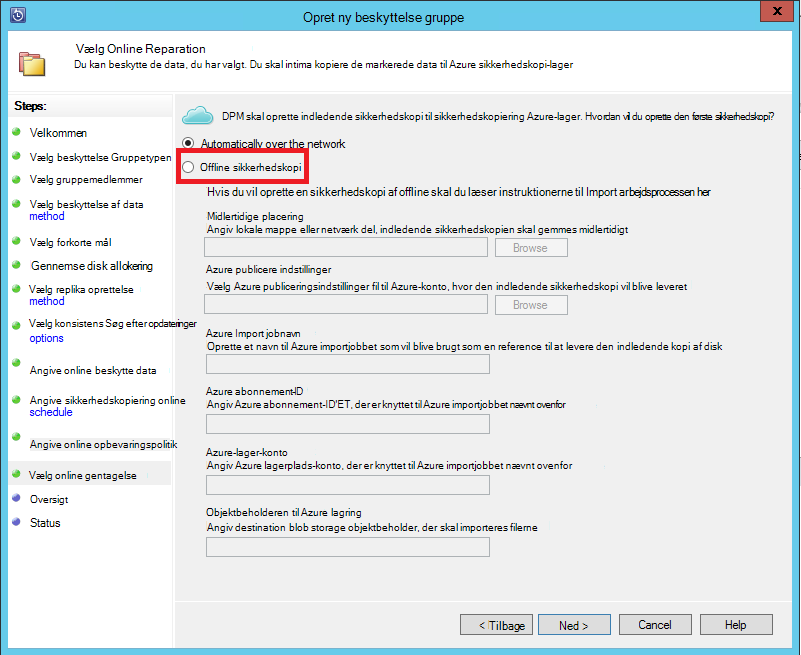 Opret ny beskyttelse gruppe
x
Vælg Online Reparation
Du kan beskytte de data, du har valgt. Du skal intima kopiere de markerede data til Azure sikkerhedskopi-lager
Steps:
Velkommen
Vælg beskyttelse Gruppetypen
Vælg gruppemedlemmer
Vælg beskyttelse af data
method
Vælg forkorte mål
Gennemse disk allokering
Vælg replika oprettelse
method
Vælg konsistens Søg efter opdateringer
options
Angive online beskytte data
Angive sikkerhedskopiering online
schedule
Angive online opbevaringspolitik
Vælg online gentagelse
Oversigt
Status
DPM skal oprette indledende sikkerhedskopi til sikkerhedskopiering Azure-lager. Hvordan vil du oprette den første sikkerhedskopi?
Automatically over the network
Offline sikkerhedskopi
Hvis du vil oprette en sikkerhedskopi af offline skal du læser instruktionerne til Import arbejdsprocessen her
Midlertidige placering
Angiv lokale mappe eller netværk del, indledende sikkerhedskopien skal gemmes midlertidigt
Browse
Azure publicere indstillinger
Vælg Azure publiceringsindstillinger fil til Azure-konto, hvor den indledende sikkerhedskopi vil blive leveret
Browse
Azure Import jobnavn
Oprette et navn til Azure importjobbet som vil blive brugt som en reference til at levere den indledende kopi af disk
Azure abonnement-ID
Angiv Azure abonnement-ID'ET, der er knyttet til Azure importjobbet nævnt ovenfor
Azure-lager-konto
Angiv Azure lagerplads-konto, der er knyttet til Azure importjobbet nævnt ovenfor
Objektbeholderen til Azure lagring
Angiv destination blob storage objektbeholder, der skal importeres filerne
< Tilbage
Ned >
Cancel
Help